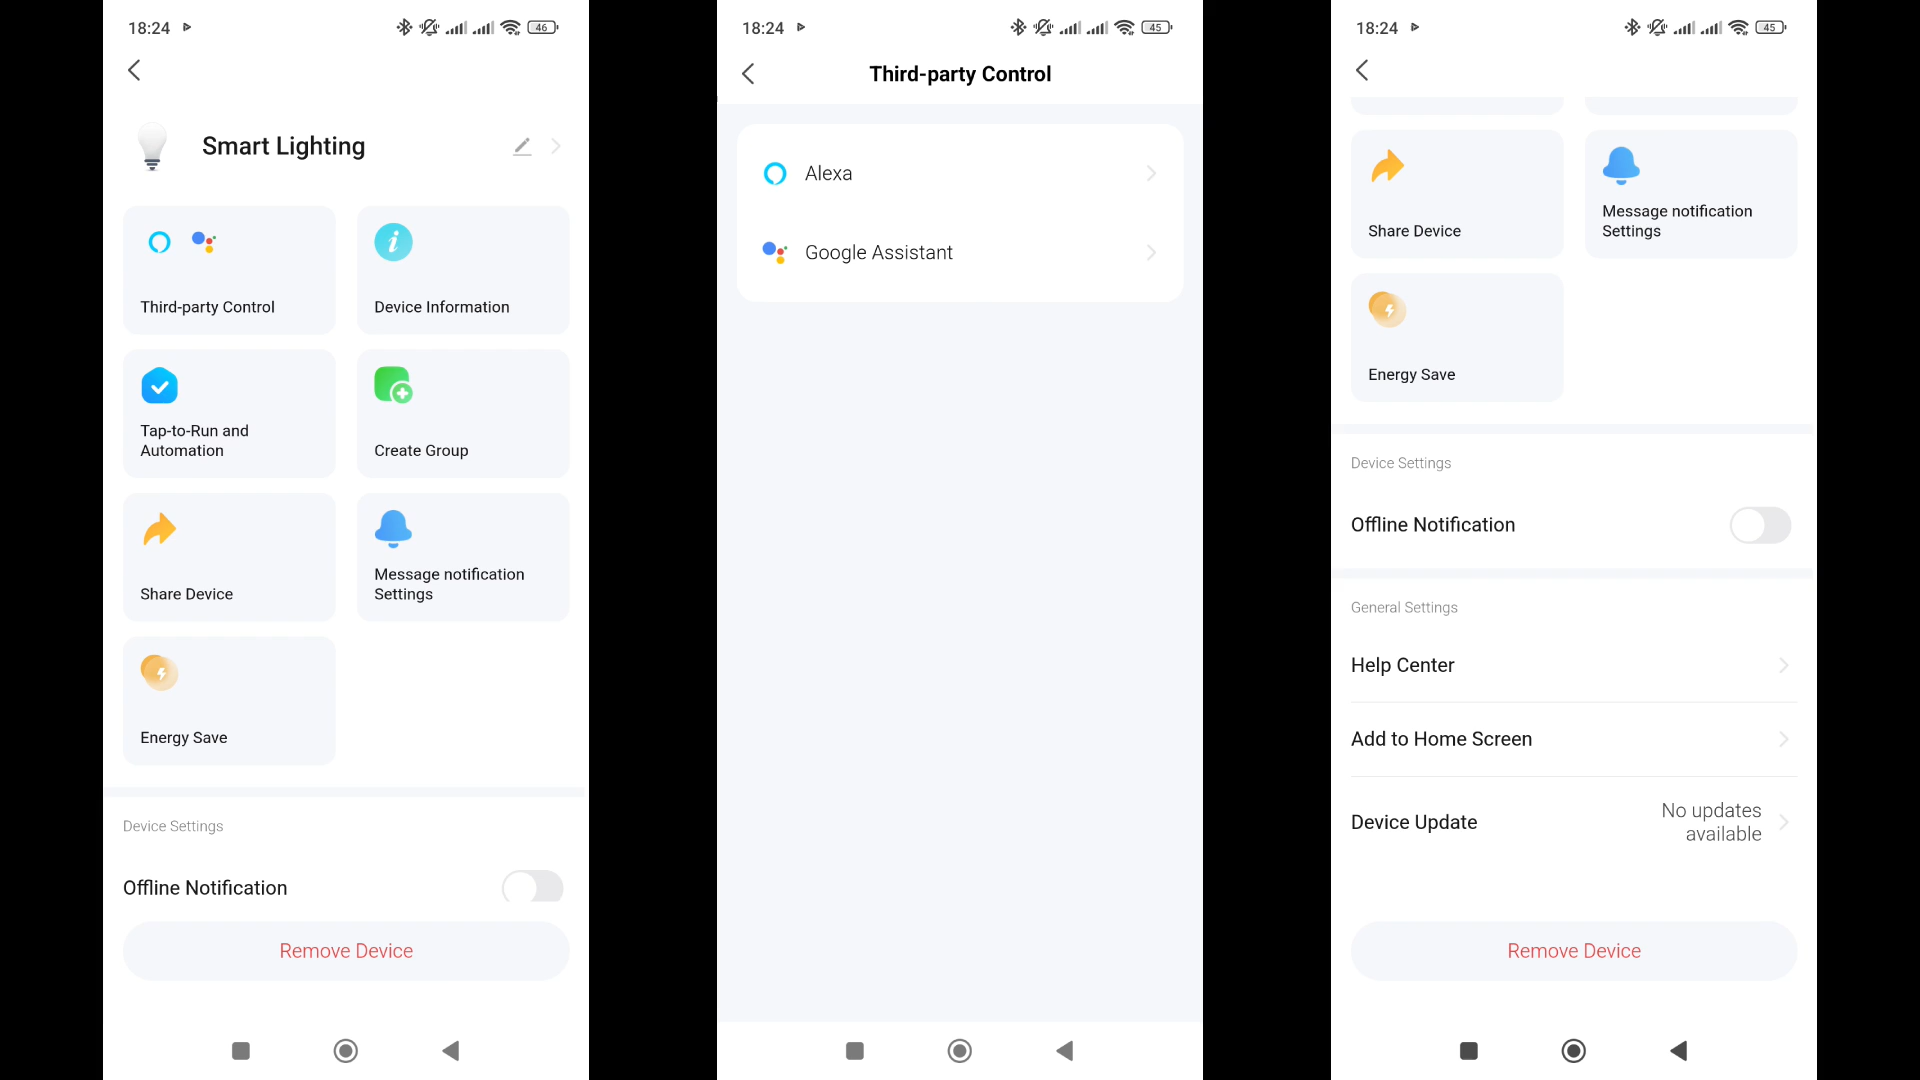 18:24
46
Smart Lighting
Third-party Control
Device Information
Tap-to-Run and
Automation
Create Group
Share Device
Message notification
Settings
Energy Save
Device Settings
Offline Notification
Remove Device
18:24
45
Third-party Control
Alexa
Google Assistant
18:24
45
Share Device
Message notification
Settings
Energy Save
Device Settings
Offline Notification
General Settings
Help Center
Add to Home Screen
Device Update
No updates
available
Remove Device